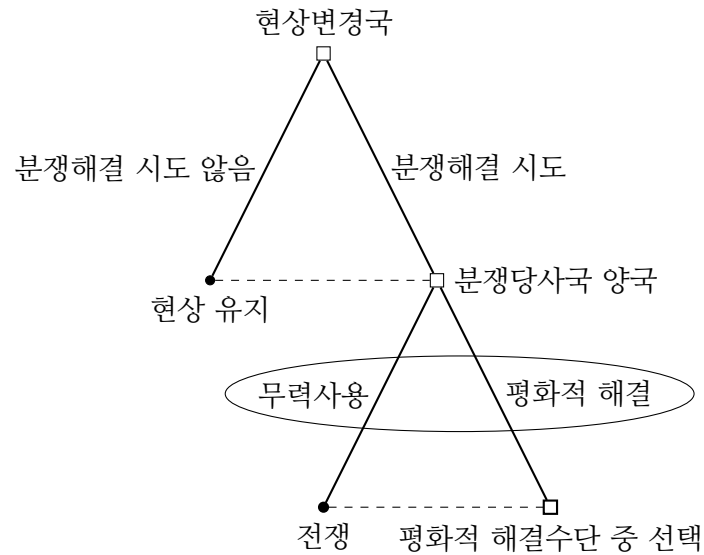 현상변경국
분쟁해결 시도 않음
분쟁해결 시도
분쟁당사국 양국
현상 유지
무력사용
평화적 해결
전쟁
평화적 해결수단 중 선택